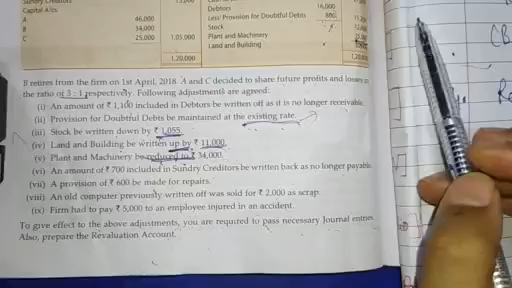 Sundry Creditors 15,000
Capital A/cs
A 46,000
B 34,000
C 25,000 1,05,000
1,20,000
Debtors 16,000
Less: Provision for Doubtful Debts 800
Stock
Plant and Machinery
Land and Building
B retires from the firm on 1st April, 2018. A and C decided to share future profits and losses in
the ratio of 3 : 1 respectively. Following adjustments are agreed:
(i) An amount of ₹ 1,100 included in Debtors be written off as it is no longer receivable.
(ii) Provision for Doubtful Debts be maintained at the existing rate.
(iii) Stock be written down by ₹ 1,055.
(iv) Land and Building be written up by ₹ 11,000.
(v) Plant and Machinery be reduced to ₹ 34,000.
(vi) An amount of ₹ 700 included in Sundry Creditors be written back as no longer payable.
(vii) A provision of ₹ 600 be made for repairs.
(viii) An old computer previously written off was sold for ₹ 2,000 as scrap.
(ix) Firm had to pay ₹ 5,000 to an employee injured in an accident.
To give effect to the above adjustments, you are required to pass necessary Journal entries.
Also, prepare the Revaluation Account.